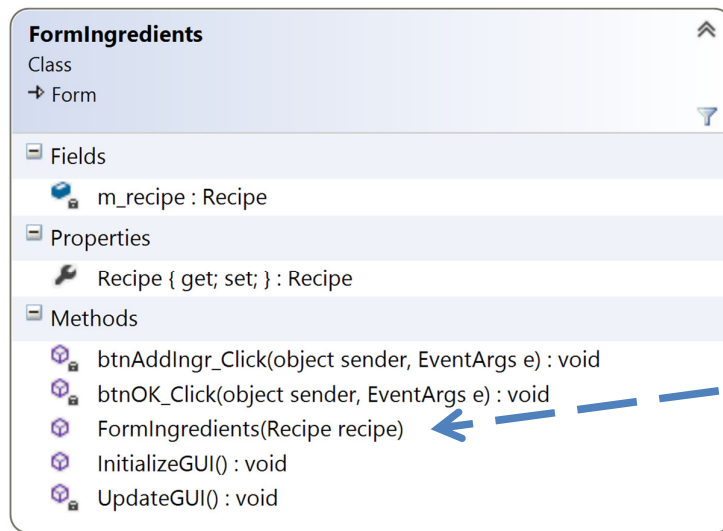 FormIngredients
Class
Form
Fields
m_recipe : Recipe
Properties
Recipe { get; set; } : Recipe
Methods
btnAddIngr_Click(object sender, EventArgs e) : void
btnOK_Click(object sender, EventArgs e) : void
FormIngredients(Recipe recipe)
InitializeGUI() : void
UpdateGUI() : void